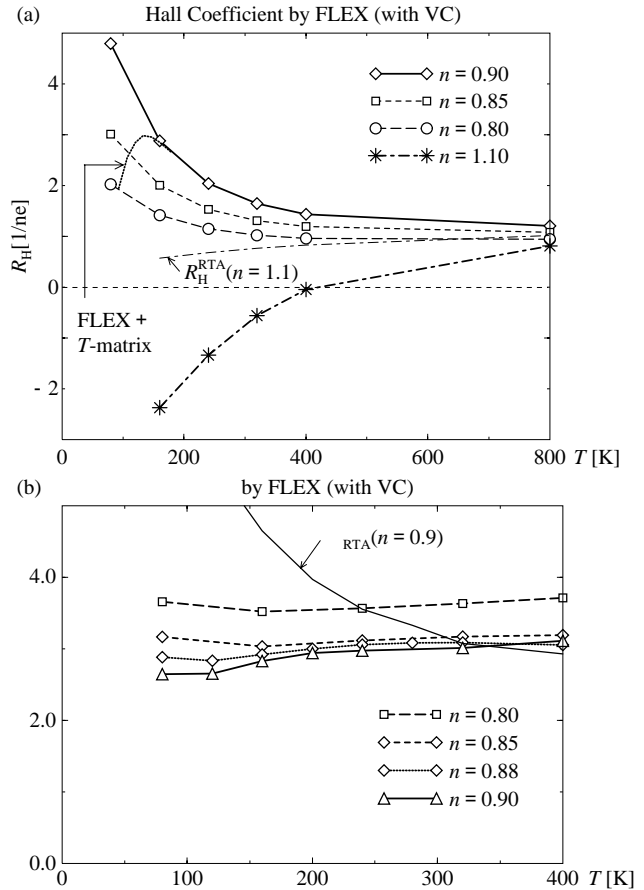 (a) Hall Coefficient by FLEX (with VC)
4
2
0
- 2
R_H[1/ne]
n = 0.90
n = 0.85
n = 0.80
n = 1.10
R_H^RTA(n = 1.1)
FLEX +
T-matrix
0 200 400 600 800 T [K]
(b) by FLEX (with VC)
RTA(n = 0.9)
4.0
2.0
0.0
n = 0.80
n = 0.85
n = 0.88
n = 0.90
0 100 200 300 400 T [K]